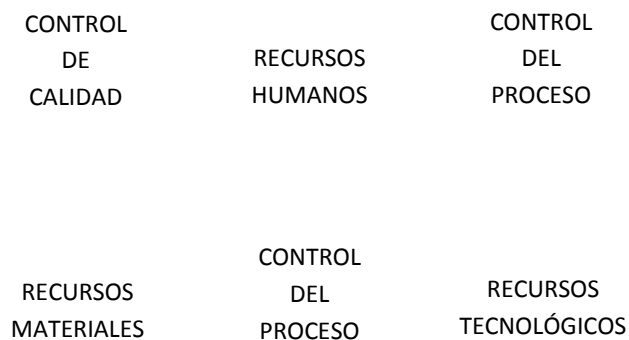 CONTROL
DE
CALIDAD
RECURSOS
HUMANOS
CONTROL
DEL
PROCESO
RECURSOS
MATERIALES
CONTROL
DEL
PROCESO
RECURSOS
TECNOLÓGICOS